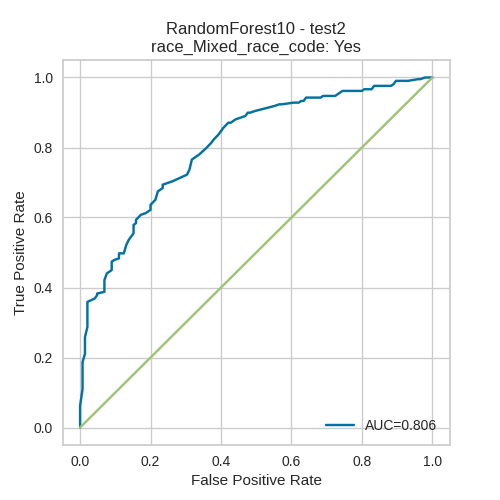 RandomForest10 - test2
race_Mixed_race_code: Yes
True Positive Rate
1.0
0.8
0.6
0.4
0.2
0.0
AUC=0.806
0.0 0.2 0.4 0.6 0.8 1.0
False Positive Rate